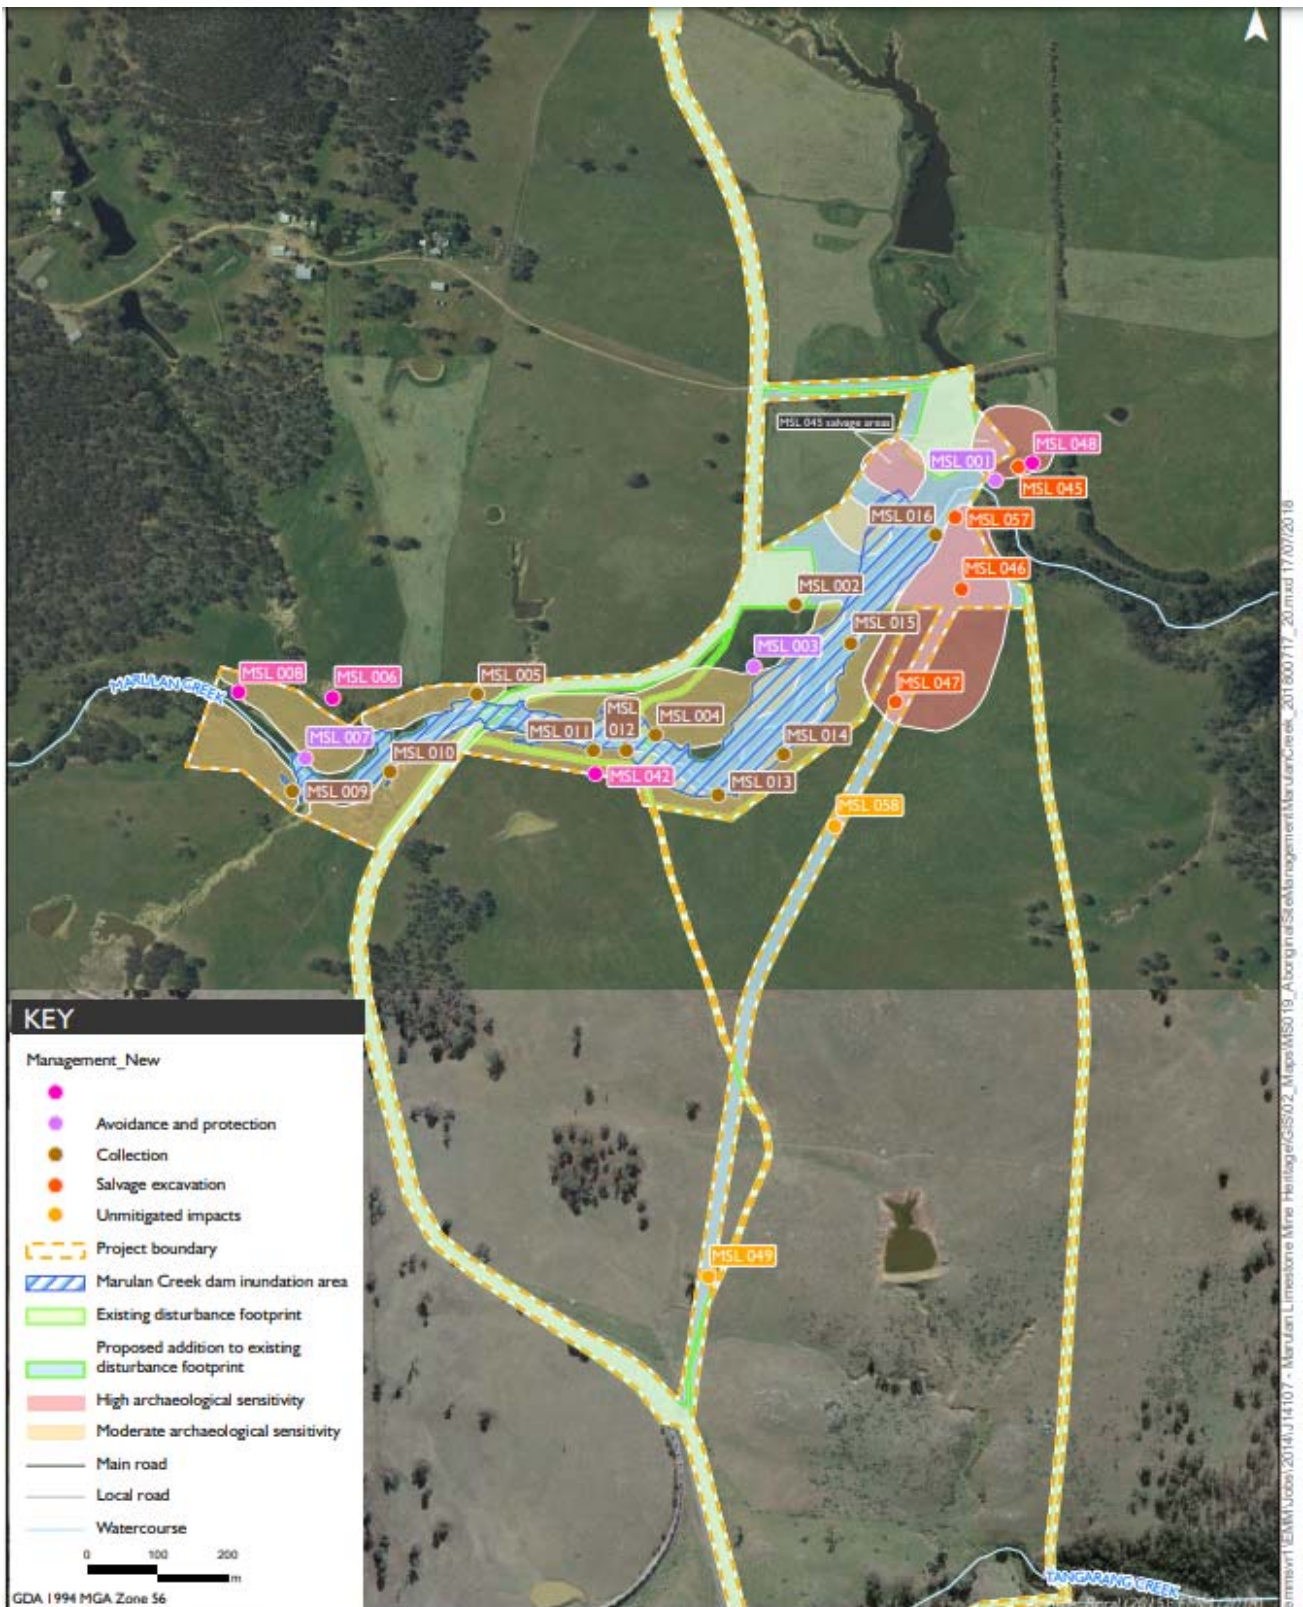 MSL 045 salvage areas
MSL 048
MSL 001
MSL 045
MSL 016
MSL 057
MSL 046
MSL 002
MSL 015
MSL 003
MSL 008
MSL 006
MSL 005
MSL 047
MARULAN CREEK
MSL
012
MSL 004
MSL 007
MSL 011
MSL 014
MSL 010
MSL 042
MSL 009
MSL 013
MSL 058
MSL 049
TANGARANG CREEK
KEY
Management_New
Avoidance and protection
Collection
Salvage excavation
Unmitigated impacts
Project boundary
Marulan Creek dam inundation area
Existing disturbance footprint
Proposed addition to existing
disturbance footprint
High archaeological sensitivity
Moderate archaeological sensitivity
Main road
Local road
Watercourse
0 100 200
m
GDA 1994 MGA Zone 56